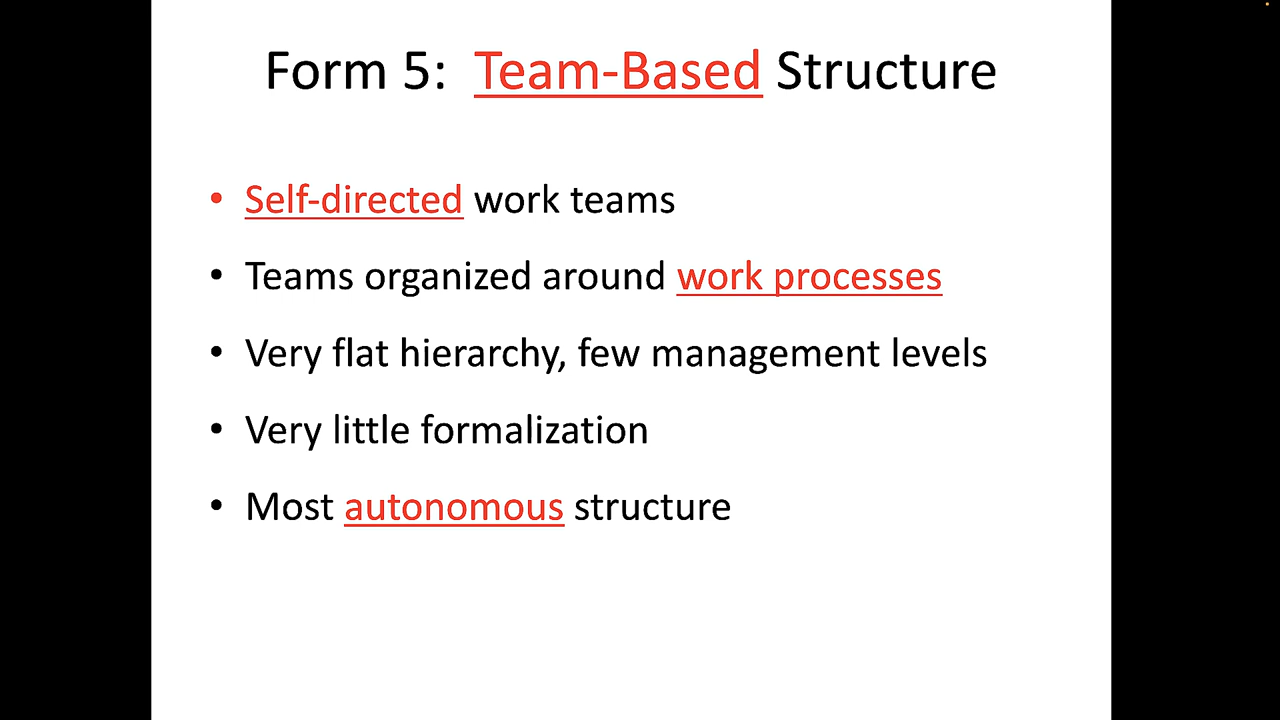 Form 5: Team-Based Structure
• Self-directed work teams
• Teams organized around work processes
• Very flat hierarchy, few management levels
• Very little formalization
• Most autonomous structure